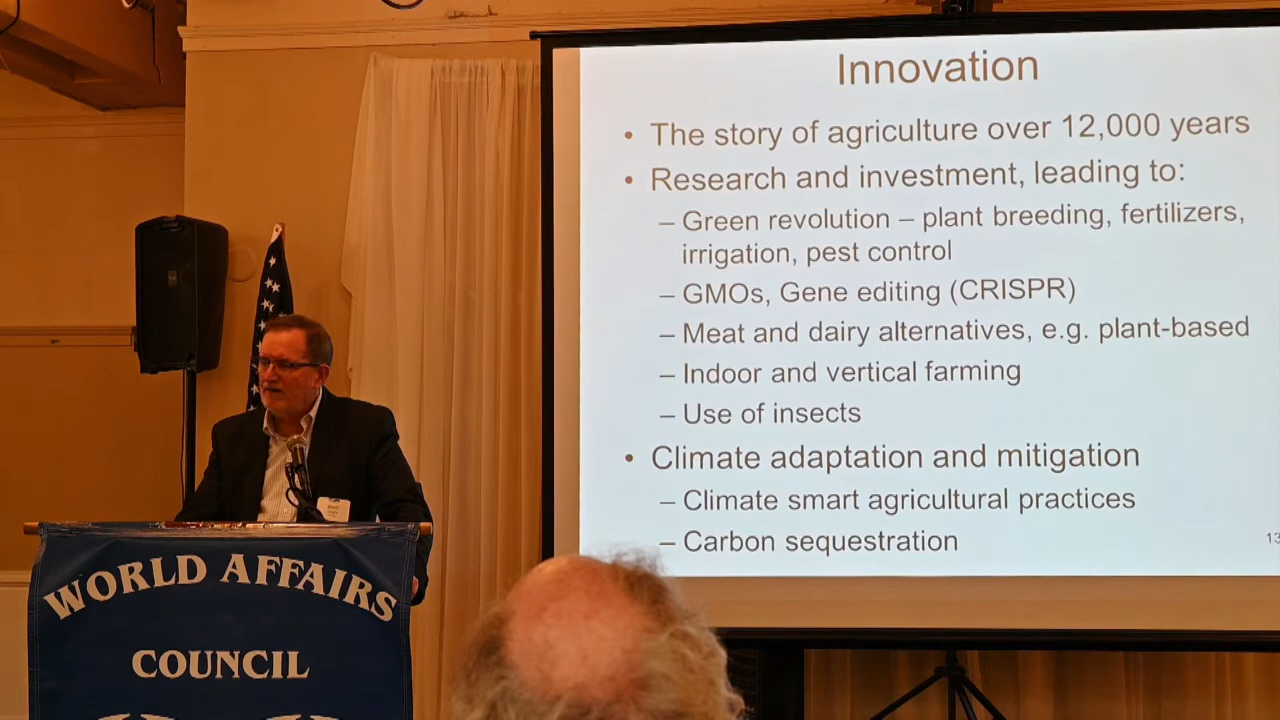 Innovation
• The story of agriculture over 12,000 years
• Research and investment, leading to:
– Green revolution – plant breeding, fertilizers,
irrigation, pest control
– GMOs, Gene editing (CRISPR)
– Meat and dairy alternatives, e.g. plant-based
– Indoor and vertical farming
– Use of insects
• Climate adaptation and mitigation
– Climate smart agricultural practices
– Carbon sequestration
13
WORLD AFFAIRS
COUNCIL